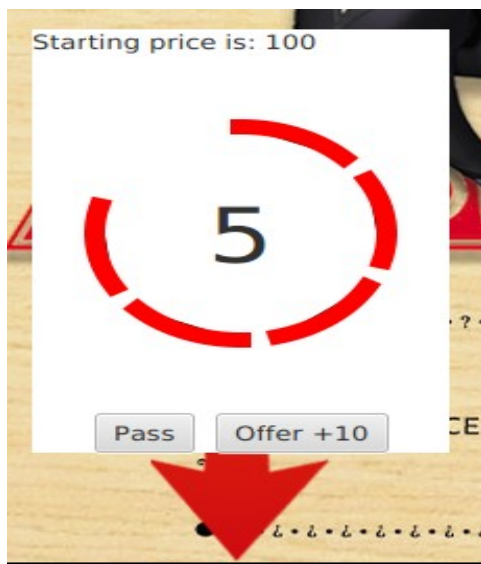 Starting price is: 100
5
? ·
Pass
Offer +10
CE
¿ · ¿ · ¿ · ¿ · ¿ · ¿ ·